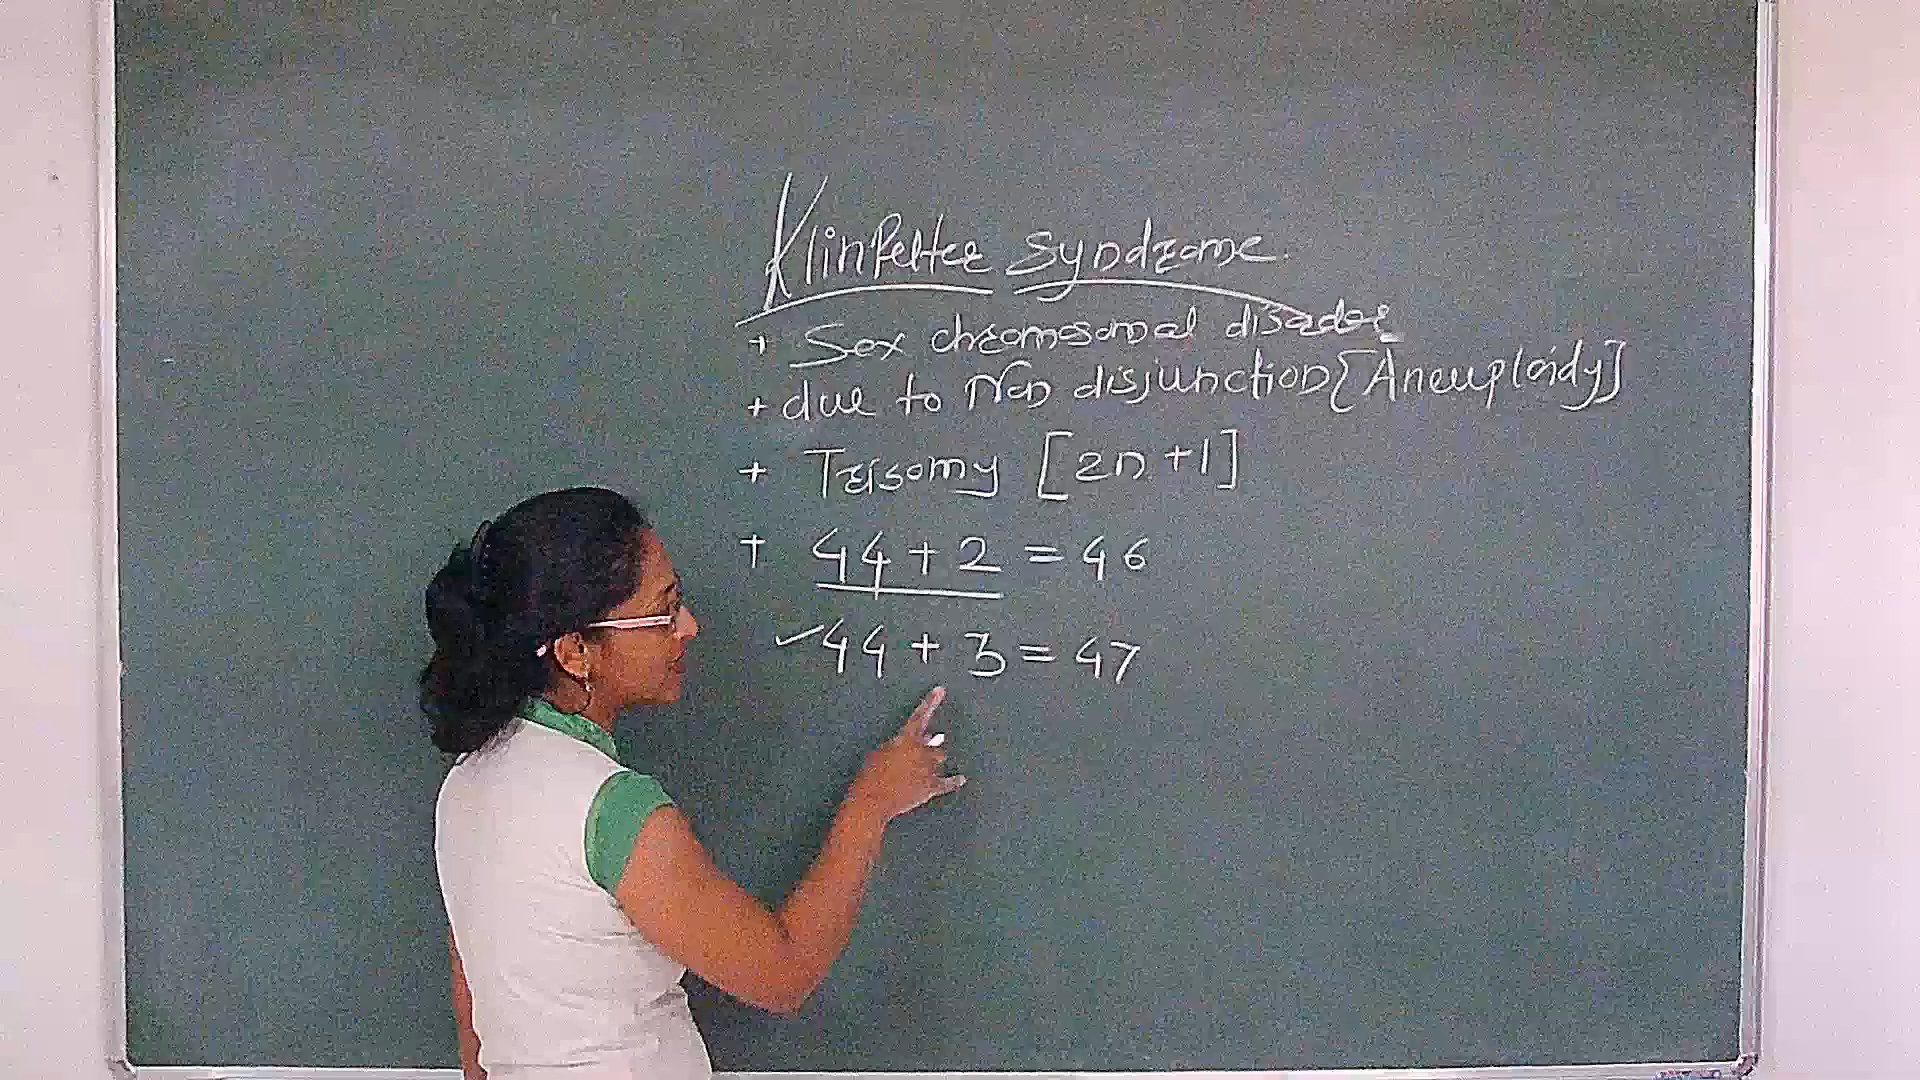 Klinfelter Syndrome.
+ Sex chromosomal disorder
+ due to Non disjunction [Aneuploidy]
+ Trisomy [2n+1]
+ 44+2=46
✓44+3=47